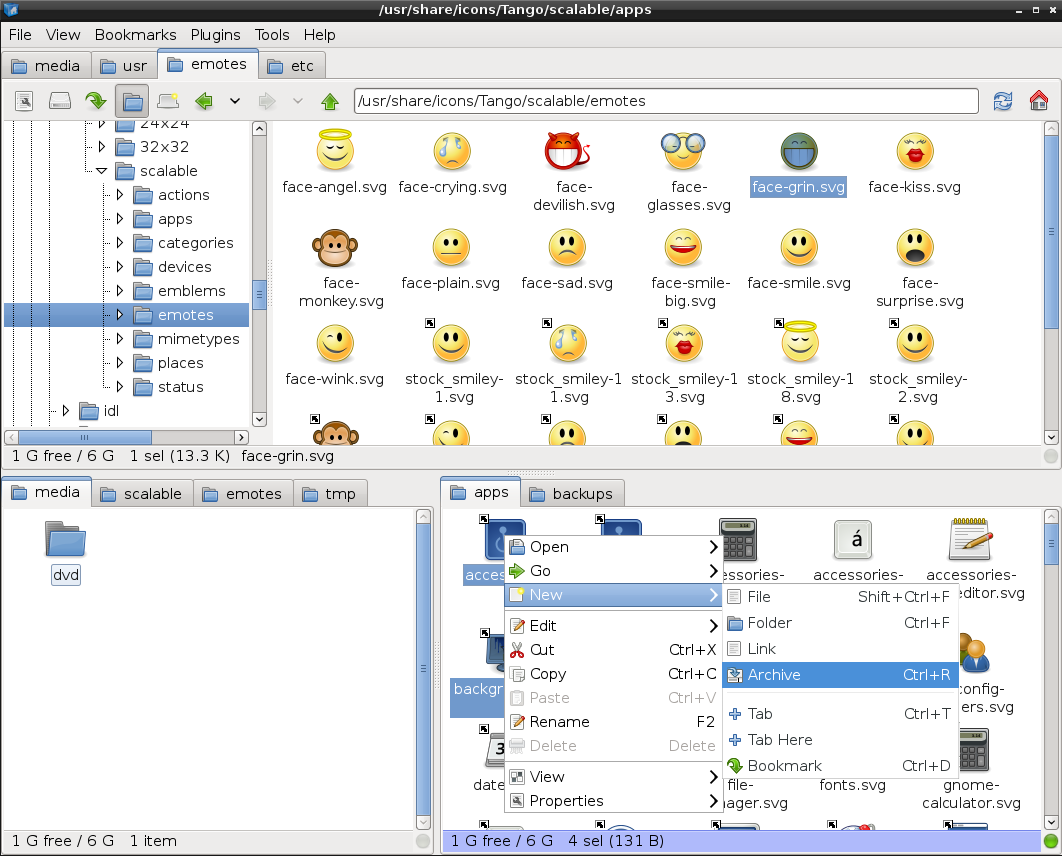 /usr/share/icons/Tango/scalable/apps
File View Bookmarks Plugins Tools Help
media usr emotes etc
/usr/share/icons/Tango/scalable/emotes
24x24
32x32
scalable
actions
apps
categories
devices
emblems
emotes
mimetypes
places
status
idl
face-angel.svg face-crying.svg face-devilish.svg face-glasses.svg face-grin.svg face-kiss.svg
face-monkey.svg face-plain.svg face-sad.svg face-smile-big.svg face-smile.svg face-surprise.svg
face-wink.svg stock_smiley-11.svg stock_smiley-11.svg stock_smiley-13.svg stock_smiley-18.svg stock_smiley-2.svg
1 G free / 6 G 1 sel (13.3 K) face-grin.svg
media scalable emotes tmp
dvd
1 G free / 6 G 1 item
apps backups
acces
ssories-
accessories-
accessories-
editor.svg
backgr
config-
ers.svg
3
date
file-
ager.svg
fonts.svg
gnome-
calculator.svg
á
Open
Go
New
Edit
Cut Ctrl+X
Copy Ctrl+C
Paste Ctrl+V
Rename F2
Delete Delete
View
Properties
File Shift+Ctrl+F
Folder Ctrl+F
Link
Archive Ctrl+R
Tab Ctrl+T
Tab Here
Bookmark Ctrl+D
1 G free / 6 G 4 sel (131 B)